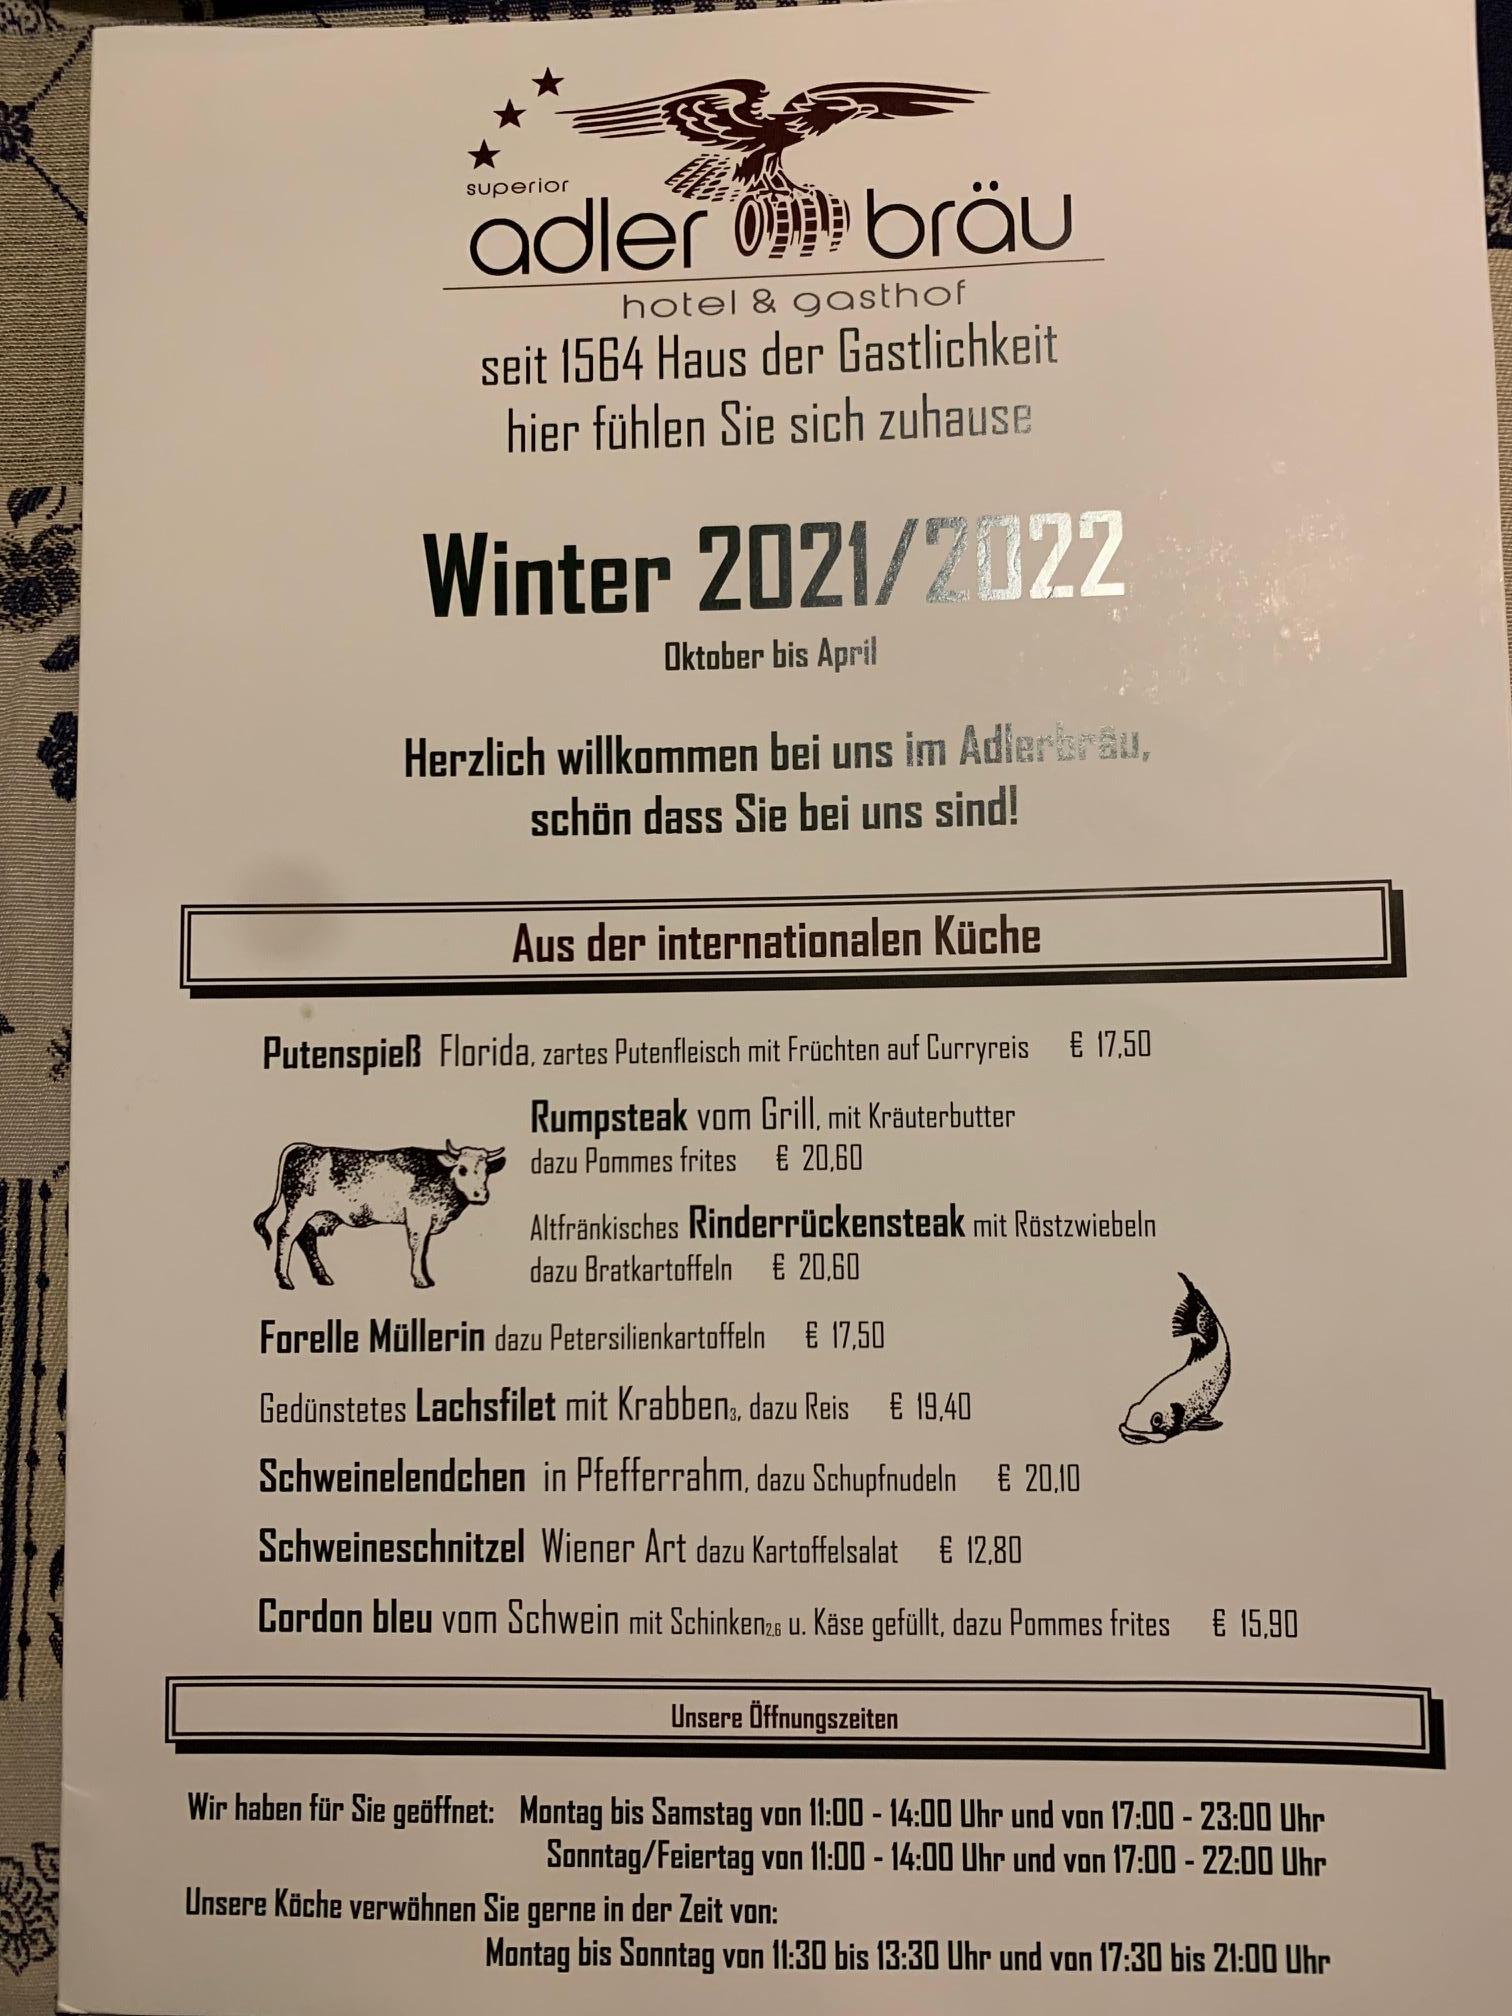 superior
adler bräu
hotel & gasthof
seit 1564 Haus der Gastlichkeit
hier fühlen Sie sich zuhause
Winter 2021/2022
Oktober bis April
Herzlich willkommen bei uns im Adlerbräu,
schön dass Sie bei uns sind!
Aus der internationalen Küche
Putenspieß Florida, zartes Putenfleisch mit Früchten auf Curryreis € 17,50
Rumpsteak vom Grill, mit Kräuterbutter
dazu Pommes frites € 20,60
Altfränkisches Rinderrückensteak mit Röstzwiebeln
dazu Bratkartoffeln € 20,60
Forelle Müllerin dazu Petersilienkartoffeln € 17,50
Gedünstetes Lachsfilet mit Krabben3, dazu Reis € 19,40
Schweinelendchen in Pfefferrahm, dazu Schupfnudeln € 20,10
Schweineschnitzel Wiener Art dazu Kartoffelsalat € 12,80
Cordon bleu vom Schwein mit Schinken2,6 u. Käse gefüllt, dazu Pommes frites € 15,90
Unsere Öffnungszeiten
Wir haben für Sie geöffnet: Montag bis Samstag von 11:00 - 14:00 Uhr und von 17:00 - 23:00 Uhr
Sonntag/Feiertag von 11:00 - 14:00 Uhr und von 17:00 - 22:00 Uhr
Unsere Köche verwöhnen Sie gerne in der Zeit von:
Montag bis Sonntag von 11:30 bis 13:30 Uhr und von 17:30 bis 21:00 Uhr